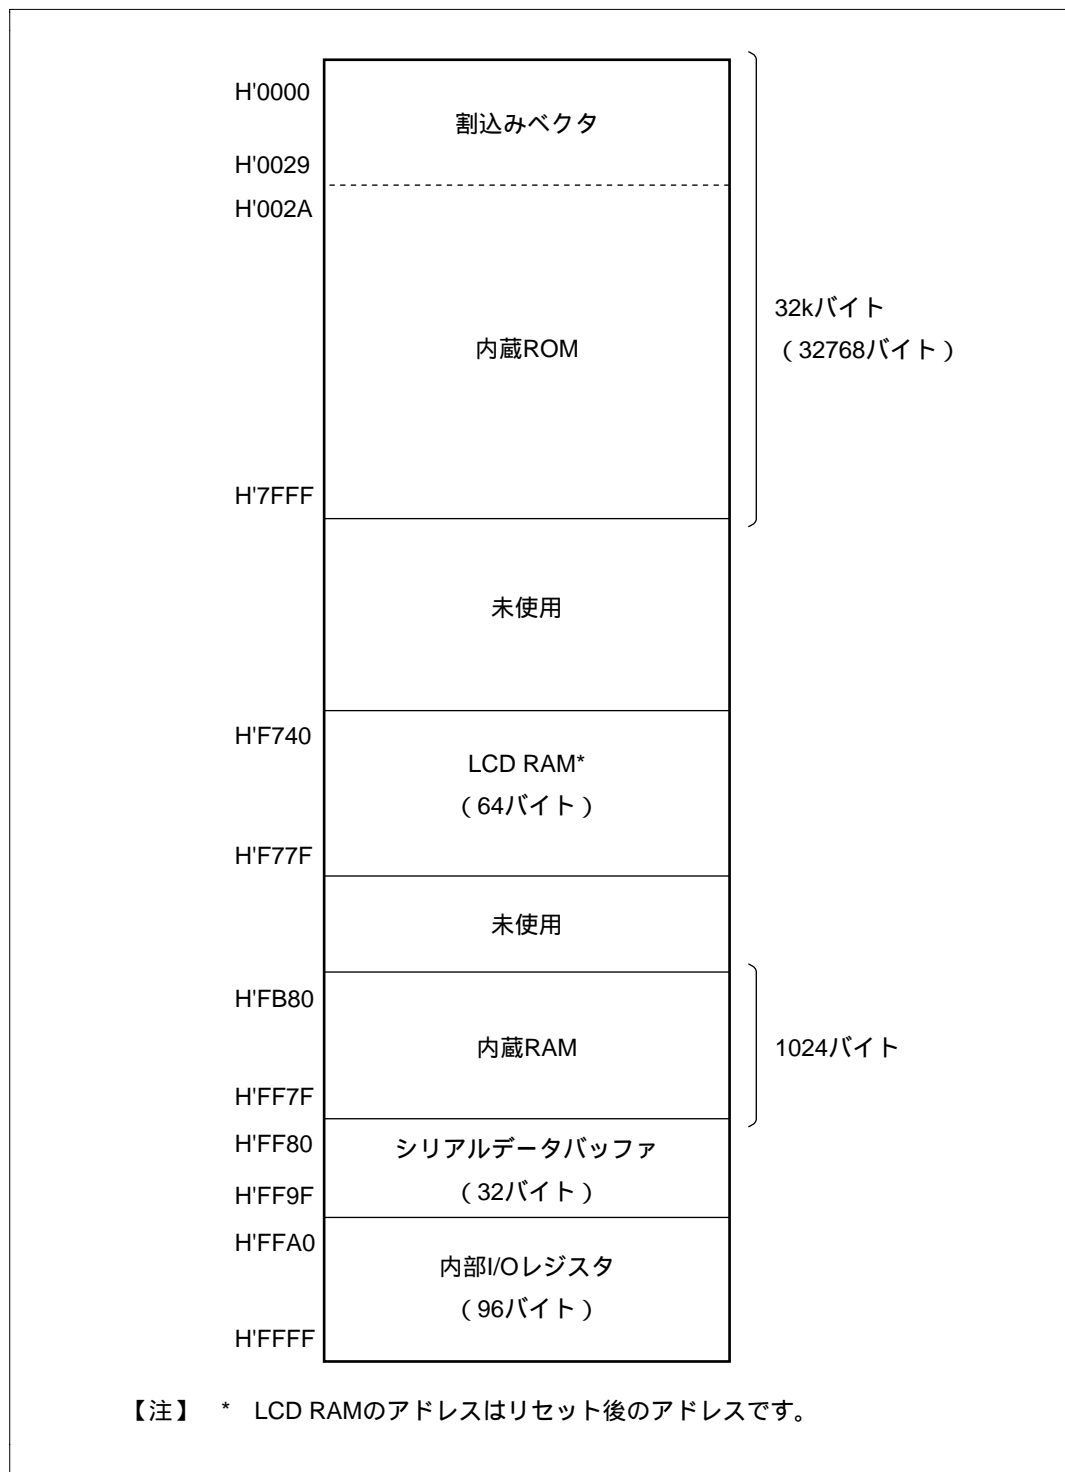 H'0000
割込みベクタ
H'0029
H'002A
内蔵ROM
32kバイト
（32768バイト）
H'7FFF
未使用
H'F740
LCD RAM*
（64バイト）
H'F77F
未使用
H'FB80
内蔵RAM
1024バイト
H'FF7F
H'FF80
シリアルデータバッファ
（32バイト）
H'FF9F
H'FFA0
内部I/Oレジスタ
（96バイト）
H'FFFF
【注】 * LCD RAMのアドレスはリセット後のアドレスです。